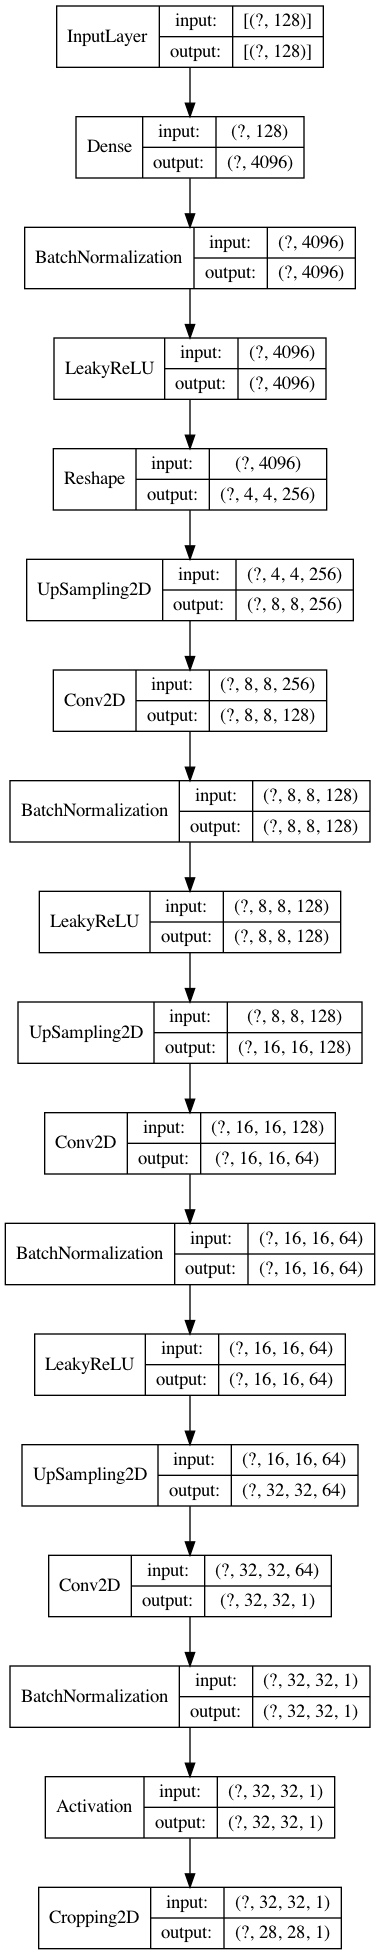 InputLayer
input: [(?, 128)]
output: [(?, 128)]
Dense
input: (?, 128)
output: (?, 4096)
BatchNormalization
input: (?, 4096)
output: (?, 4096)
LeakyReLU
input: (?, 4096)
output: (?, 4096)
Reshape
input: (?, 4096)
output: (?, 4, 4, 256)
UpSampling2D
input: (?, 4, 4, 256)
output: (?, 8, 8, 256)
Conv2D
input: (?, 8, 8, 256)
output: (?, 8, 8, 128)
BatchNormalization
input: (?, 8, 8, 128)
output: (?, 8, 8, 128)
LeakyReLU
input: (?, 8, 8, 128)
output: (?, 8, 8, 128)
UpSampling2D
input: (?, 8, 8, 128)
output: (?, 16, 16, 128)
Conv2D
input: (?, 16, 16, 128)
output: (?, 16, 16, 64)
BatchNormalization
input: (?, 16, 16, 64)
output: (?, 16, 16, 64)
LeakyReLU
input: (?, 16, 16, 64)
output: (?, 16, 16, 64)
UpSampling2D
input: (?, 16, 16, 64)
output: (?, 32, 32, 64)
Conv2D
input: (?, 32, 32, 64)
output: (?, 32, 32, 1)
BatchNormalization
input: (?, 32, 32, 1)
output: (?, 32, 32, 1)
Activation
input: (?, 32, 32, 1)
output: (?, 32, 32, 1)
Cropping2D
input: (?, 32, 32, 1)
output: (?, 28, 28, 1)